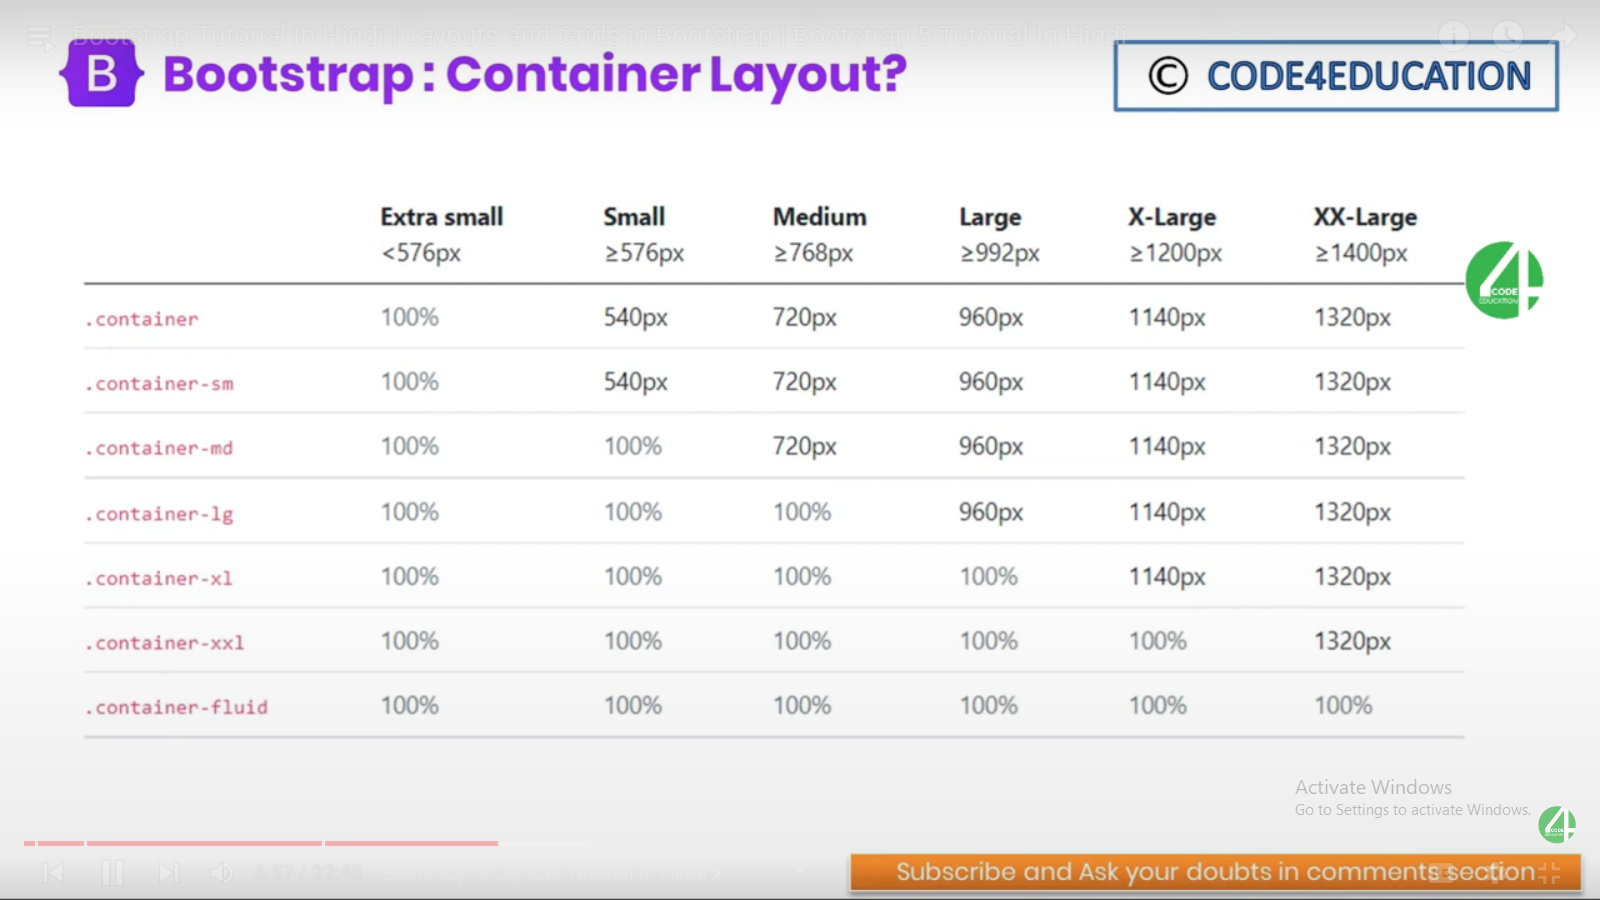 Bootstrap Tutorial In Hindi | Layouts and Grids in Bootstrap | Bootstrap 5 Tutorial In Hindi
B Bootstrap : Container Layout?
© CODE4EDUCATION
Extra small Small Medium Large X-Large XX-Large
<576px ≥576px ≥768px ≥992px ≥1200px ≥1400px
.container 100% 540px 720px 960px 1140px 1320px
.container-sm 100% 540px 720px 960px 1140px 1320px
.container-md 100% 100% 720px 960px 1140px 1320px
.container-lg 100% 100% 100% 960px 1140px 1320px
.container-xl 100% 100% 100% 100% 1140px 1320px
.container-xxl 100% 100% 100% 100% 100% 1320px
.container-fluid 100% 100% 100% 100% 100% 100%
4
CODE
EDUCATION
Activate Windows
Go to Settings to activate Windows.
Subscribe and Ask your doubts in comments section